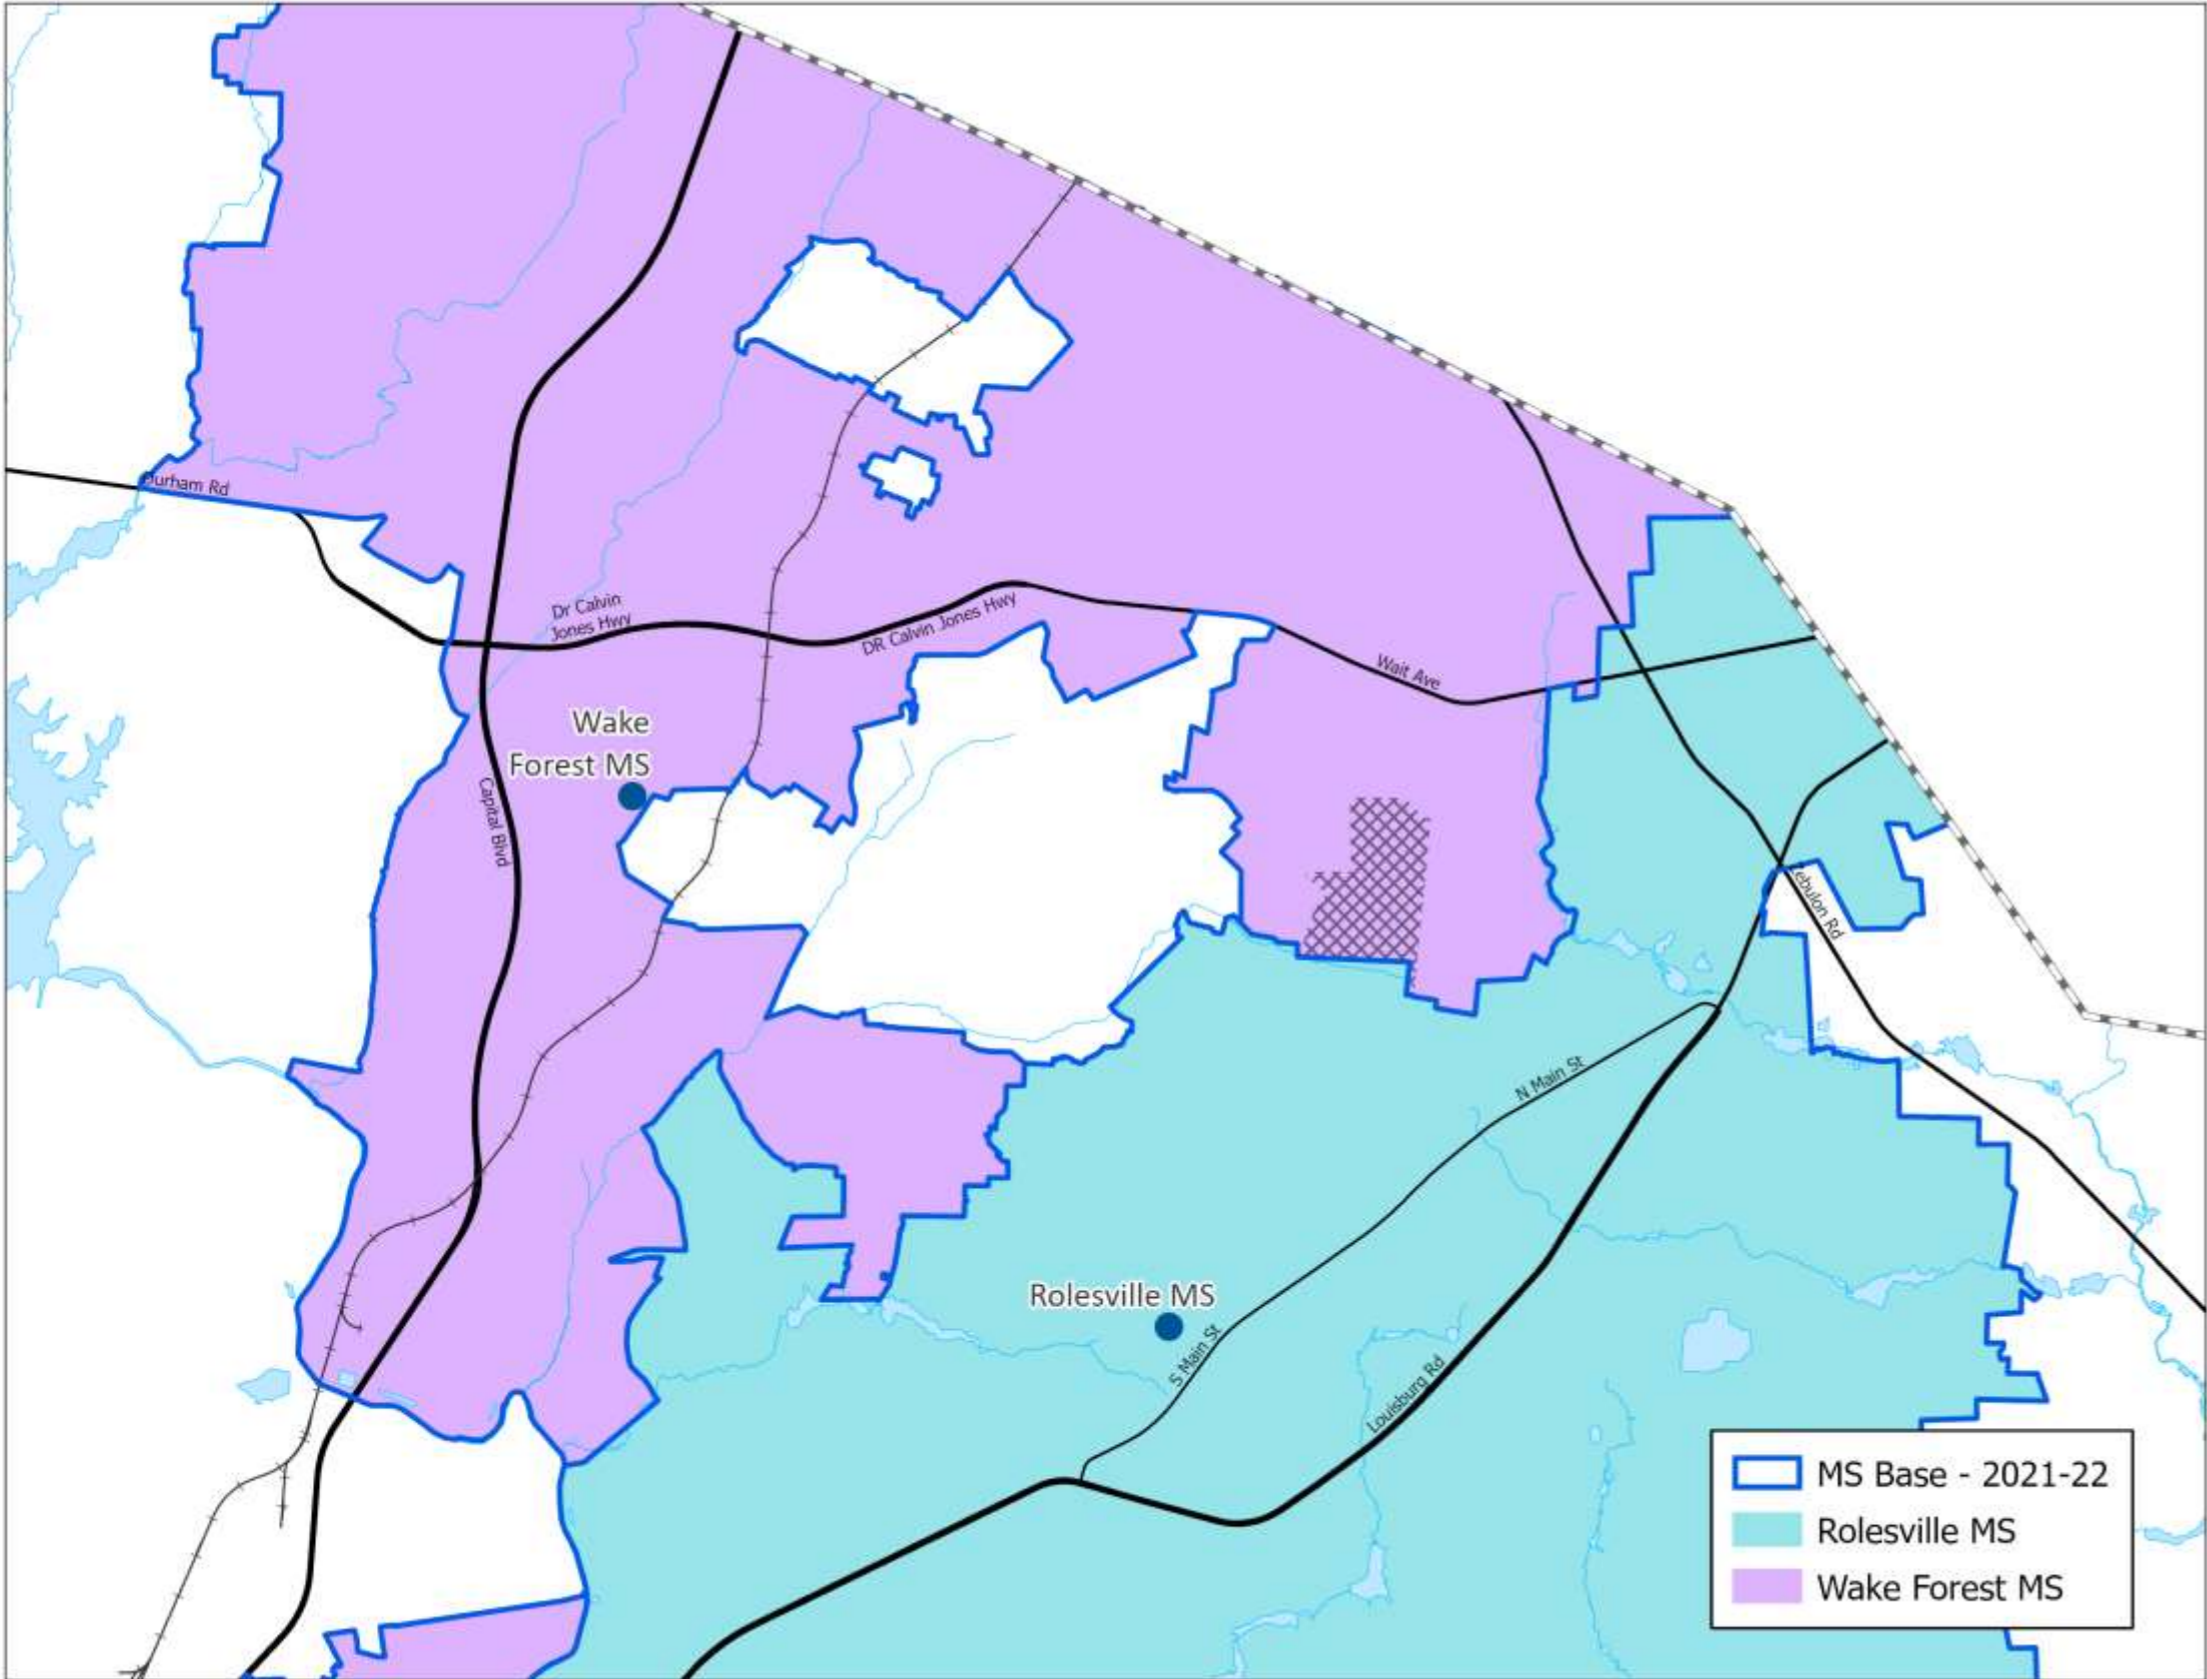 Durham Rd
Dr Calvin
Jones Hwy
DR Calvin Jones Hwy
Wait Ave
Wake
Forest MS
Capital Blvd
Zebulon Rd
N Main St
Rolesville MS
S Main St
Louisburg Rd
MS Base - 2021-22
Rolesville MS
Wake Forest MS